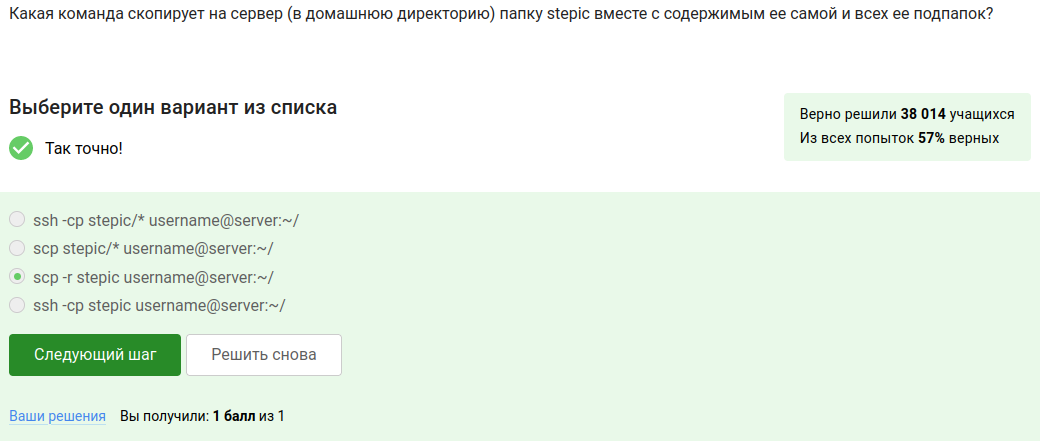 Какая команда скопирует на сервер (в домашнюю директорию) папку stepic вместе с содержимым ее самой и всех ее подпапок?
Выберите один вариант из списка
Верно решили 38 014 учащихся
Из всех попыток 57% верных
Так точно!
ssh -cp stepic/* username@server:~/
scp stepic/* username@server:~/
scp -r stepic username@server:~/
ssh -cp stepic username@server:~/
Следующий шаг
Решить снова
Ваши решения Вы получили: 1 балл из 1